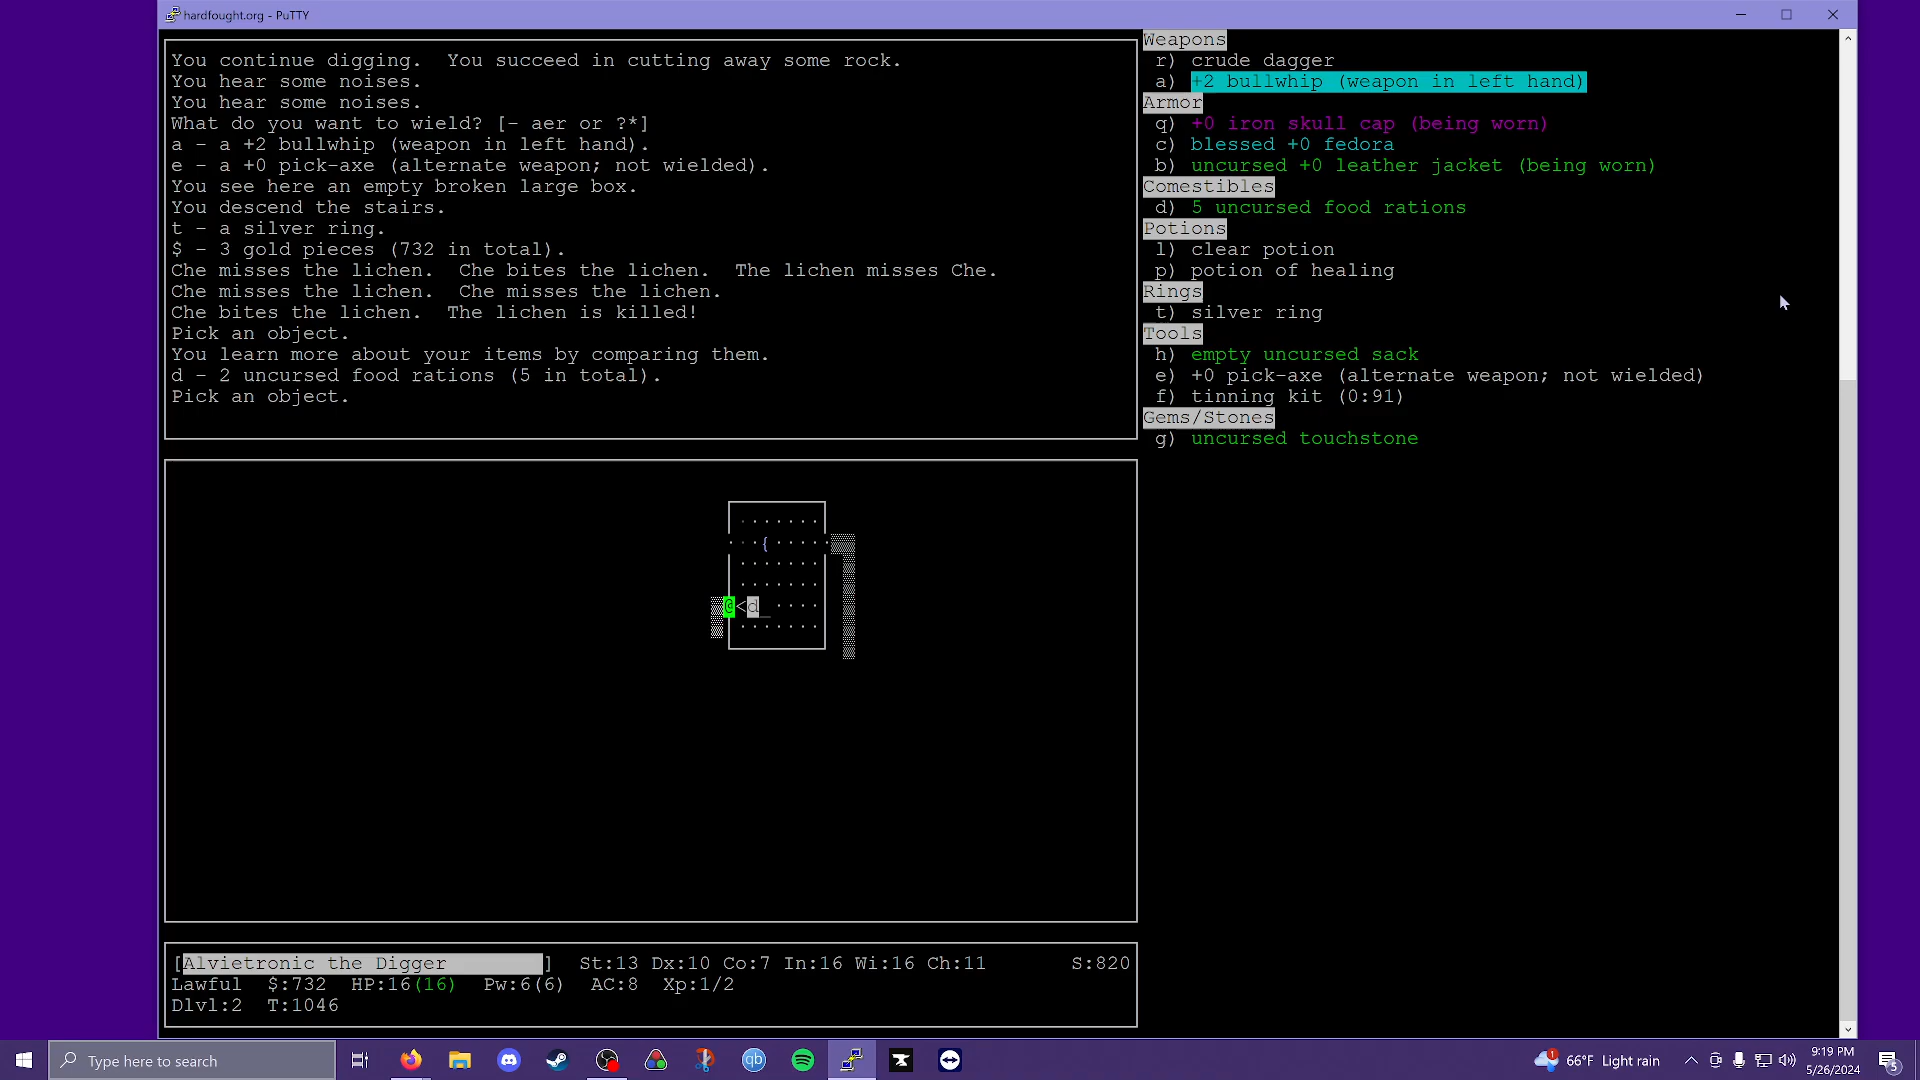 hardfought.org - PuTTY
You continue digging.  You succeed in cutting away some rock.
You hear some noises.
You hear some noises.
What do you want to wield? [- aer or ?*]
a - a +2 bullwhip (weapon in left hand).
e - a +0 pick-axe (alternate weapon; not wielded).
You see here an empty broken large box.
You descend the stairs.
t - a silver ring.
$ - 3 gold pieces (732 in total).
Che misses the lichen.  Che bites the lichen.  The lichen misses Che.
Che misses the lichen.  Che misses the lichen.
Che bites the lichen.  The lichen is killed!
Pick an object.
You learn more about your items by comparing them.
d - 2 uncursed food rations (5 in total).
Pick an object.
Weapons
r) crude dagger
a) +2 bullwhip (weapon in left hand)
Armor
q) +0 iron skull cap (being worn)
c) blessed +0 fedora
b) uncursed +0 leather jacket (being worn)
Comestibles
d) 5 uncursed food rations
Potions
l) clear potion
p) potion of healing
Rings
t) silver ring
Tools
h) empty uncursed sack
e) +0 pick-axe (alternate weapon; not wielded)
f) tinning kit (0:91)
Gems/Stones
g) uncursed touchstone
· · · · · · ·
· · · { · · · · ·
· · · · · · ·
· · · · · · ·
@<d_ · · · ·
· · · · · · ·
[Alvietronic the Digger        ]  St:13 Dx:10 Co:7 In:16 Wi:16 Ch:11       S:820
Lawful  $:732  HP:16(16)  Pw:6(6)  AC:8  Xp:1/2
Dlvl:2  T:1046
Type here to search
qb
1
66°F  Light rain
9:19 PM
5/26/2024
5